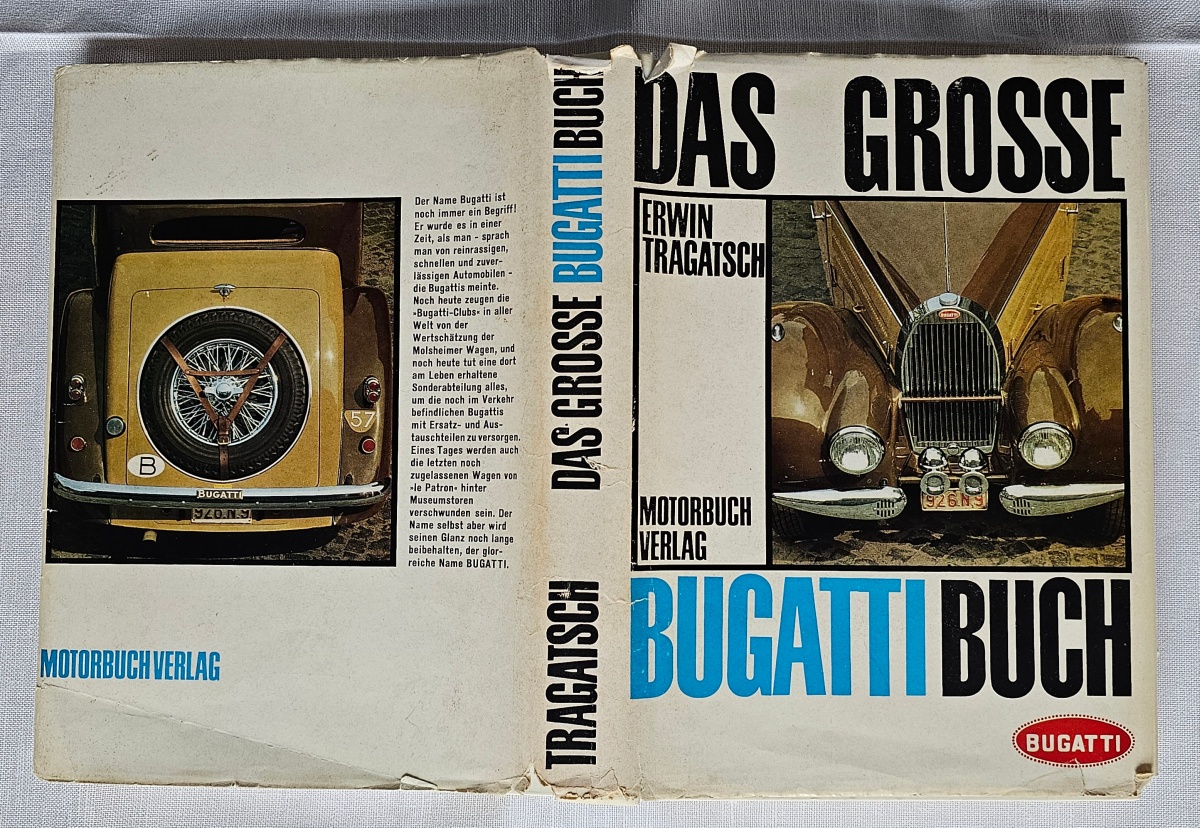 Der Name Bugatti ist
noch immer ein Begriff!
Er wurde es in einer
Zeit, als man - sprach
man von reinrassigen,
schnellen und zuver-
lässigen Automobilen -
die Bugattis meinte.
Noch heute zeugen die
»Bugatti-Clubs« in aller
Welt von der
Wertschätzung der
Molsheimer Wagen, und
noch heute tut eine dort
am Leben erhaltene
Sonderabteilung alles,
um die noch im Verkehr
befindlichen Bugattis
mit Ersatz- und Aus-
tauschteilen zu versorgen.
Eines Tages werden auch
die letzten noch
zugelassenen Wagen von
»le Patron« hinter
Museumstoren
verschwunden sein. Der
Name selbst aber wird
seinen Glanz noch lange
beibehalten, der glor-
reiche Name BUGATTI.
57
B
BUGATTI
926.N.9
MOTORBUCH VERLAG
TRAGATSCH DAS GROSSE BUGATTI BUCH
DAS GROSSE
ERWIN
TRAGATSCH
BUGATTI
926.N.9
MOTORBUCH
VERLAG
BUGATTI BUCH
BUGATTI